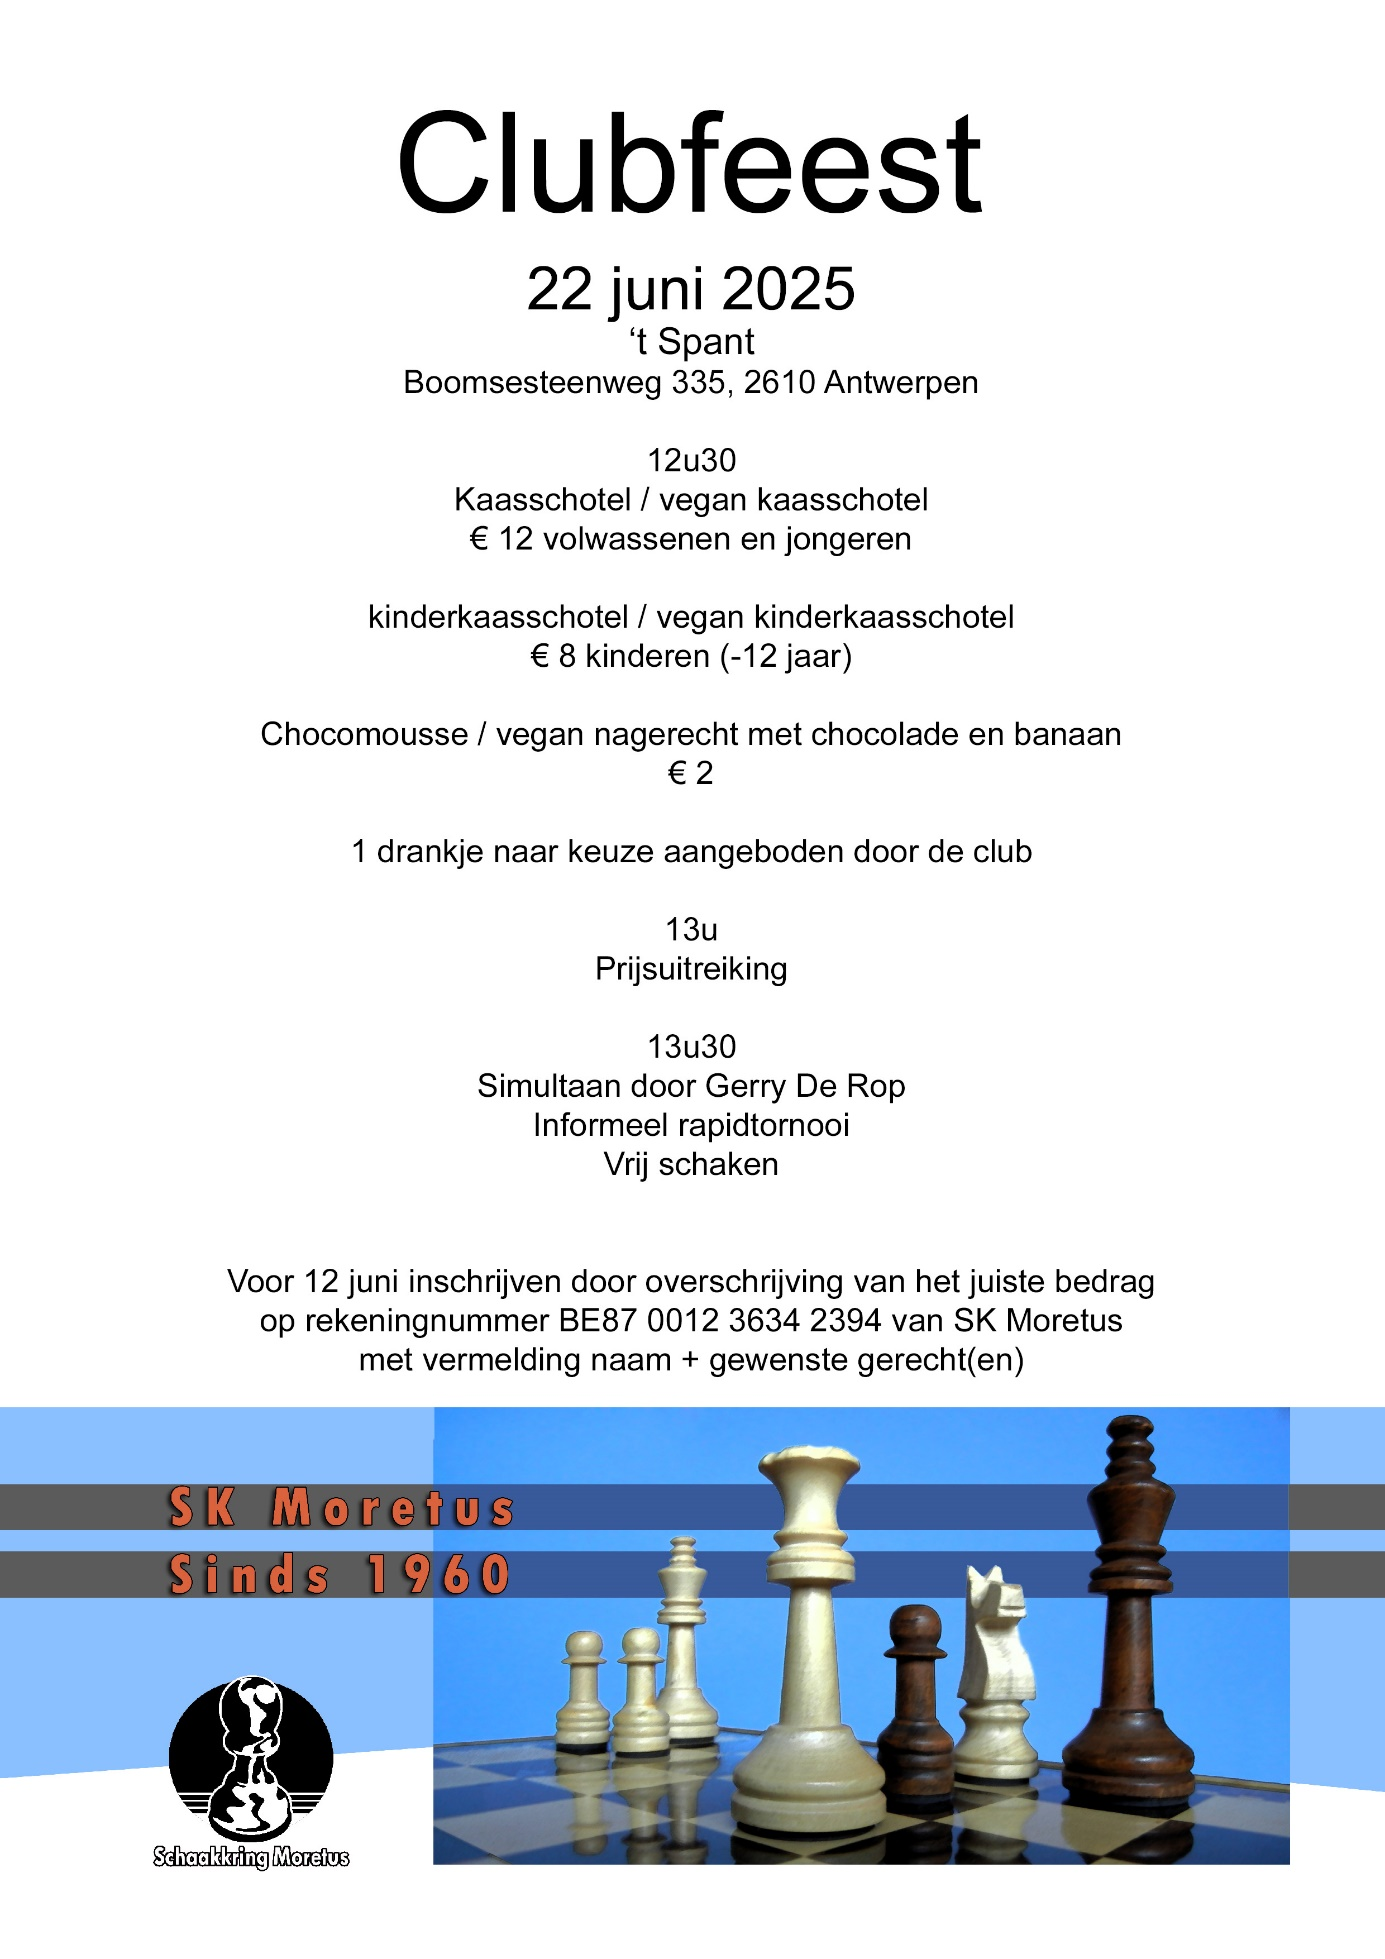 Clubfeest
22 juni 2025
‘t Spant
Boomsesteenweg 335, 2610 Antwerpen
12u30
Kaasschotel / vegan kaasschotel
€ 12 volwassenen en jongeren
kinderkaasschotel / vegan kinderkaasschotel
€ 8 kinderen (-12 jaar)
Chocomousse / vegan nagerecht met chocolade en banaan
€ 2
1 drankje naar keuze aangeboden door de club
13u
Prijsuitreiking
13u30
Simultaan door Gerry De Rop
Informeel rapidtornooi
Vrij schaken
Voor 12 juni inschrijven door overschrijving van het juiste bedrag
op rekeningnummer BE87 0012 3634 2394 van SK Moretus
met vermelding naam + gewenste gerecht(en)
SK Moretus
Sinds 1960
Schaakkring Moretus